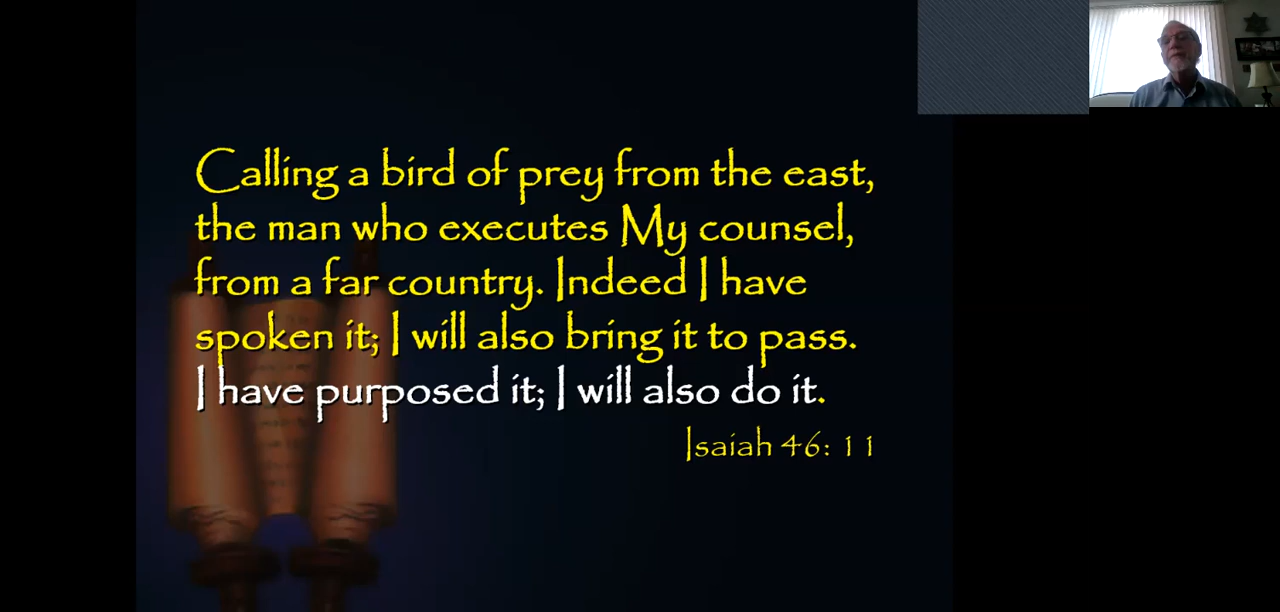 Calling a bird of prey from the east,
the man who executes My counsel,
from a far country. Indeed I have
spoken it; I will also bring it to pass.
I have purposed it; I will also do it.
Isaiah 46: 11